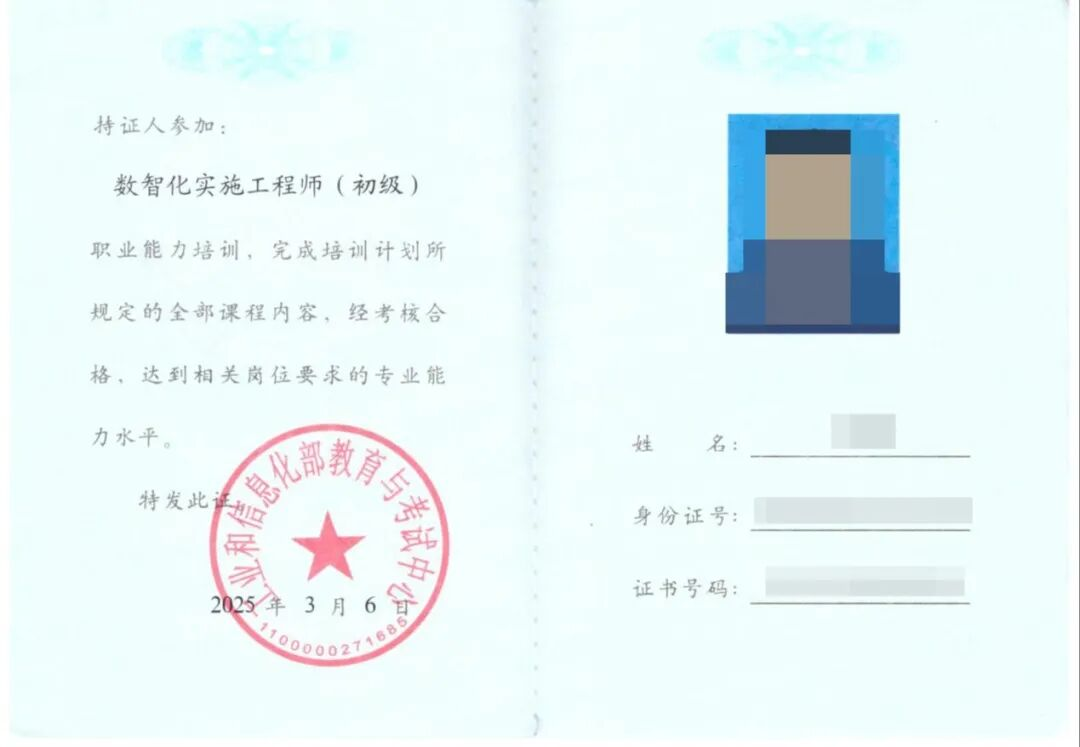 持证人参加：
数智化实施工程师（初级）
职业能力培训，完成培训计划所
规定的全部课程内容，经考核合
格，达到相关岗位要求的专业能
力水平。
特发此证。
工业和信息化部教育与考试中心
2025 年 3 月 6 日
1100000271685
姓 名：
身份证号：
证书号码：